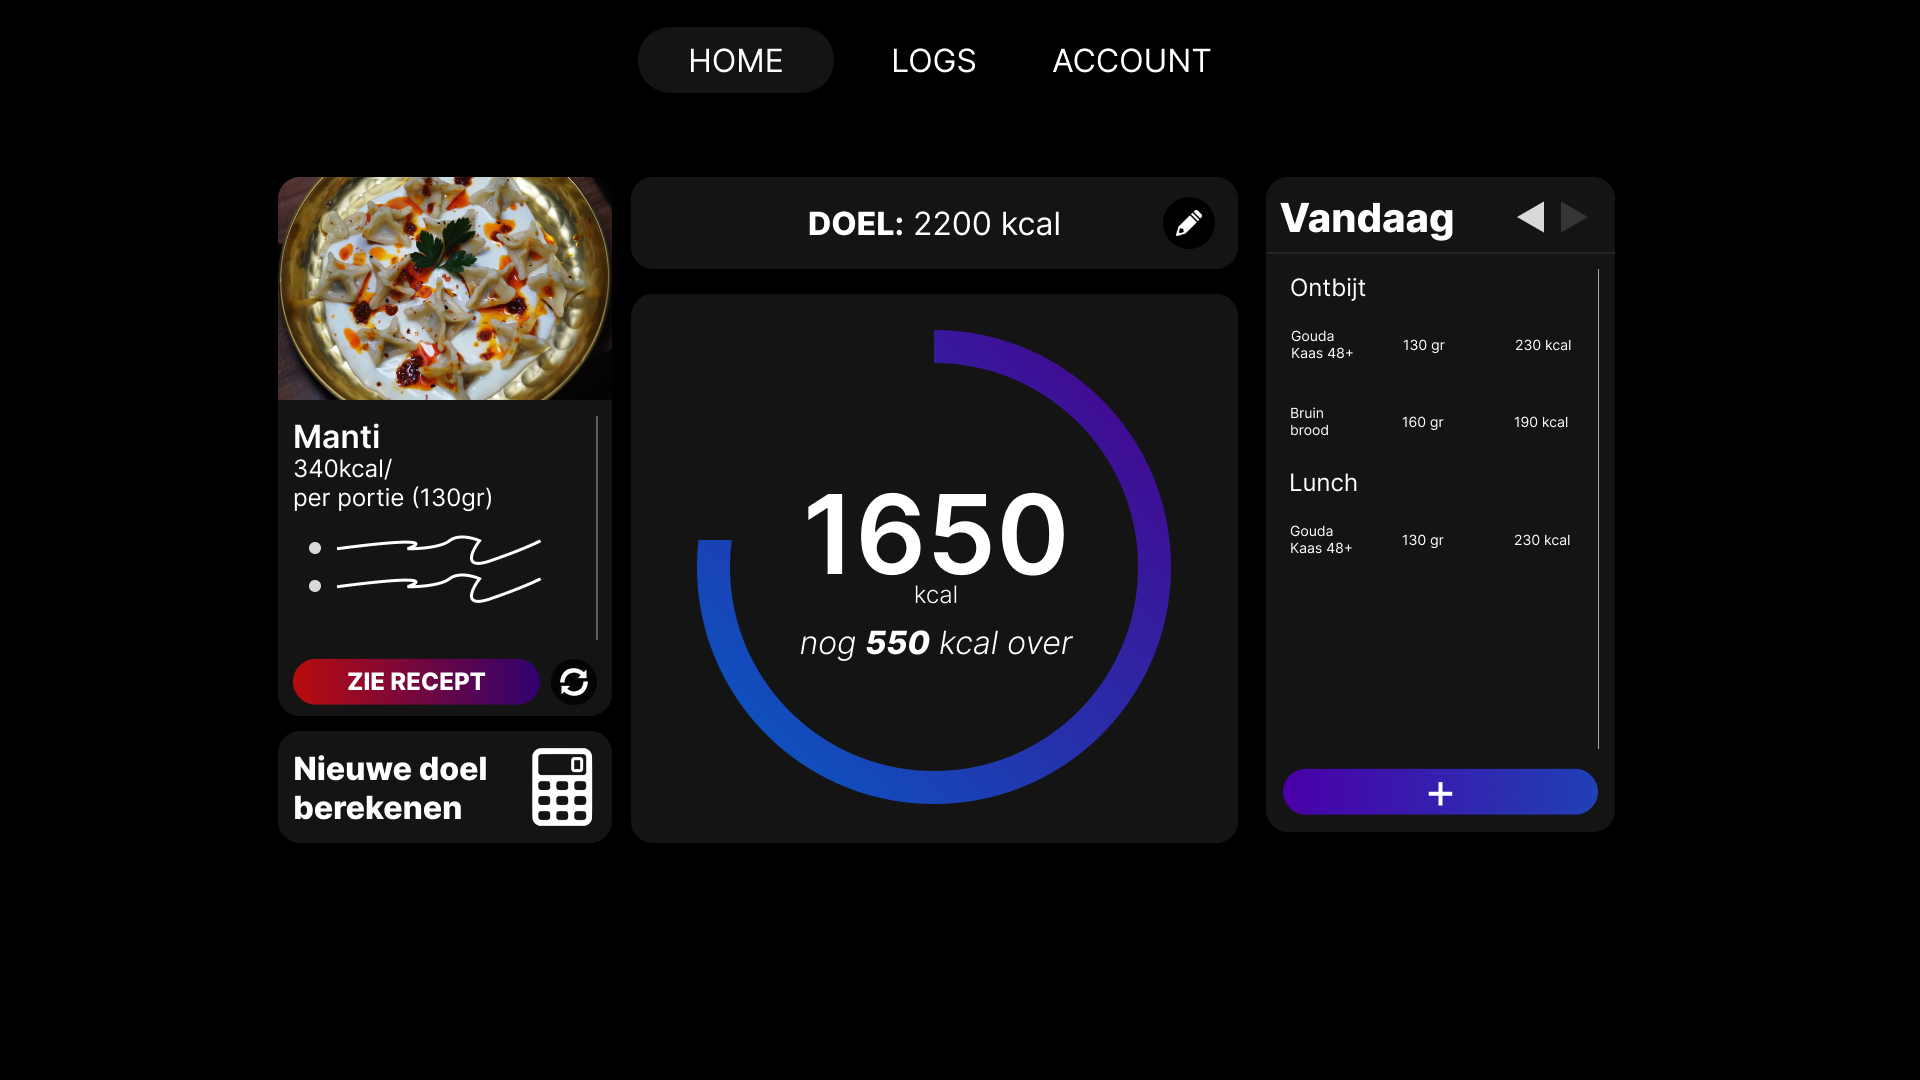 HOME
LOGS
ACCOUNT
Manti
340kcal/
per portie (130gr)
ZIE RECEPT
Nieuwe doel
berekenen
DOEL: 2200 kcal
1650
kcal
nog 550 kcal over
Vandaag
Ontbijt
Gouda
Kaas 48+
130 gr
230 kcal
Bruin
brood
160 gr
190 kcal
Lunch
Gouda
Kaas 48+
130 gr
230 kcal
+